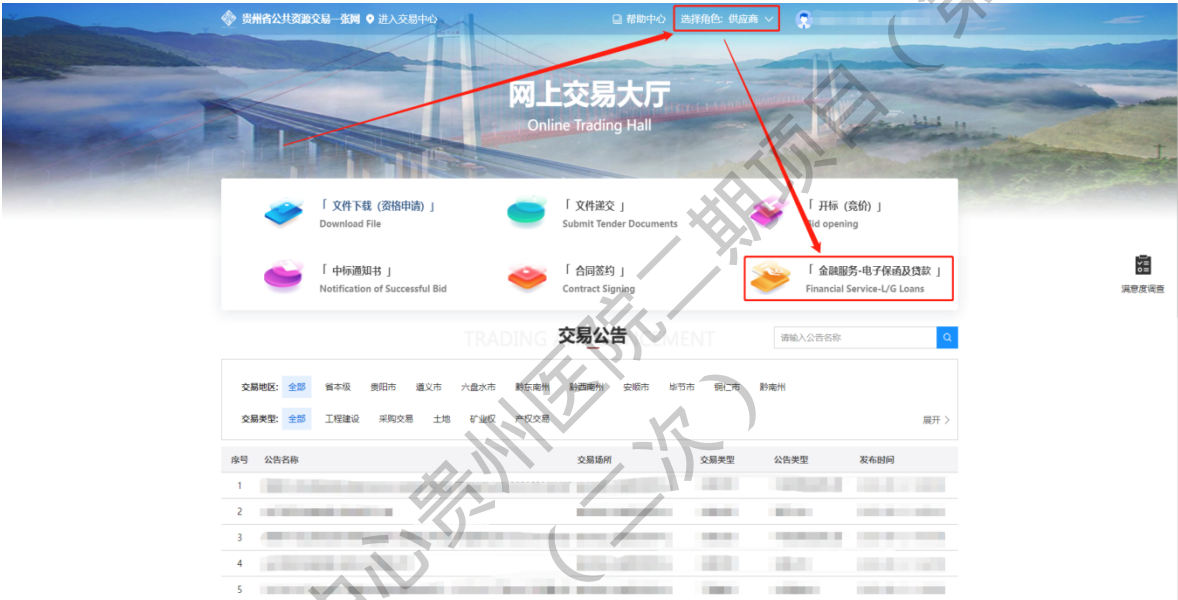 贵州省公共资源交易一张网 进入交易中心 帮助中心 选择角色: 供应商
网上交易大厅
Online Trading Hall
「 文件下载（资格申请）」 「 文件递交 」 「 开标（竞价）」
Download File Submit Tender Documents Bid opening
「 中标通知书 」 「 合同签约 」 「 金融服务-电子保函及贷款 」
Notification of Successful Bid Contract Signing Financial Service-L/G Loans
满意度调查
交易公告 请输入公告名称
交易地区: 全部 省本级 贵阳市 遵义市 六盘水市 黔东南州 黔西南州 安顺市 毕节市 铜仁市 黔南州
交易类型: 全部 工程建设 采购交易 土地 矿业权 产权交易 展开
序号 公告名称 交易场所 交易类型 公告类型 发布时间
1
2
3
4
5
中心贵州医院二期项目（第
（二次）